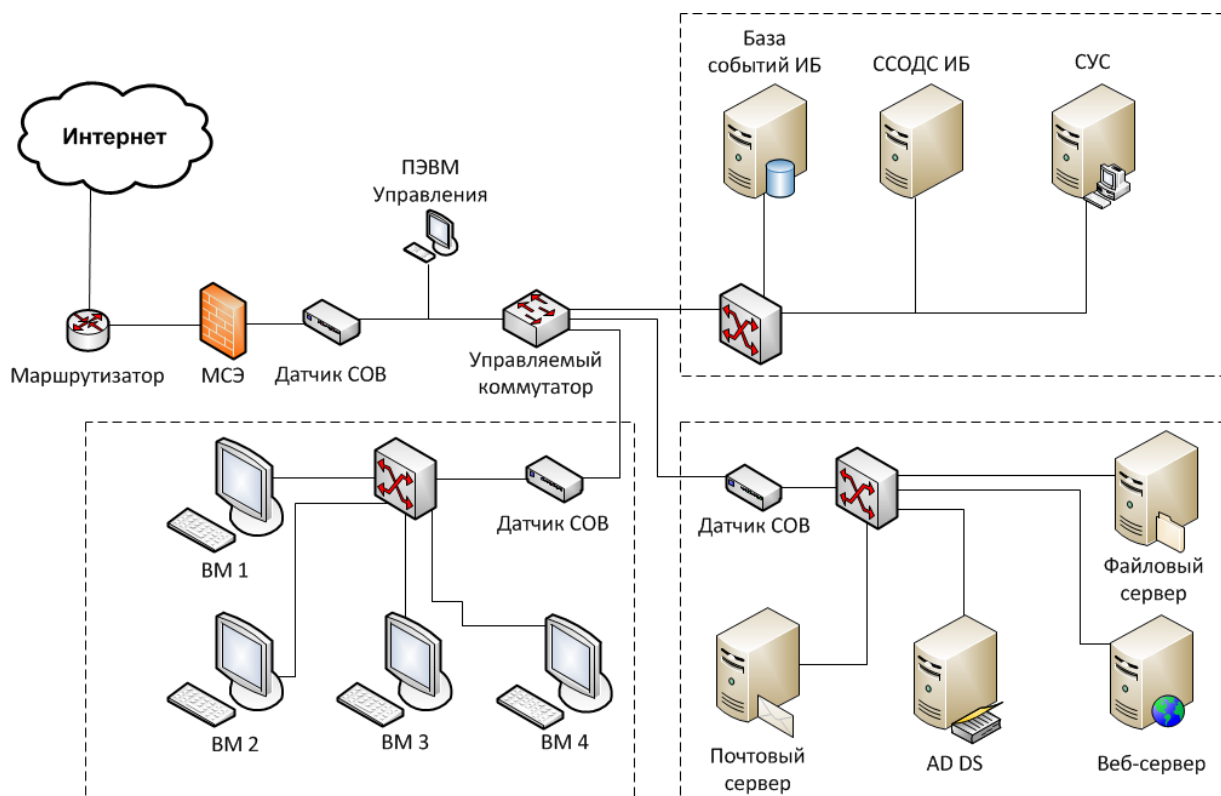 База
событий ИБ
ССОДС ИБ
СУС
Интернет
ПЭВМ
Управления
Маршрутизатор
МСЭ
Датчик СОВ
Управляемый
коммутатор
ВМ 1
Датчик СОВ
ВМ 2
ВМ 3
ВМ 4
Датчик СОВ
Файловый
сервер
Почтовый
сервер
AD DS
Веб-сервер